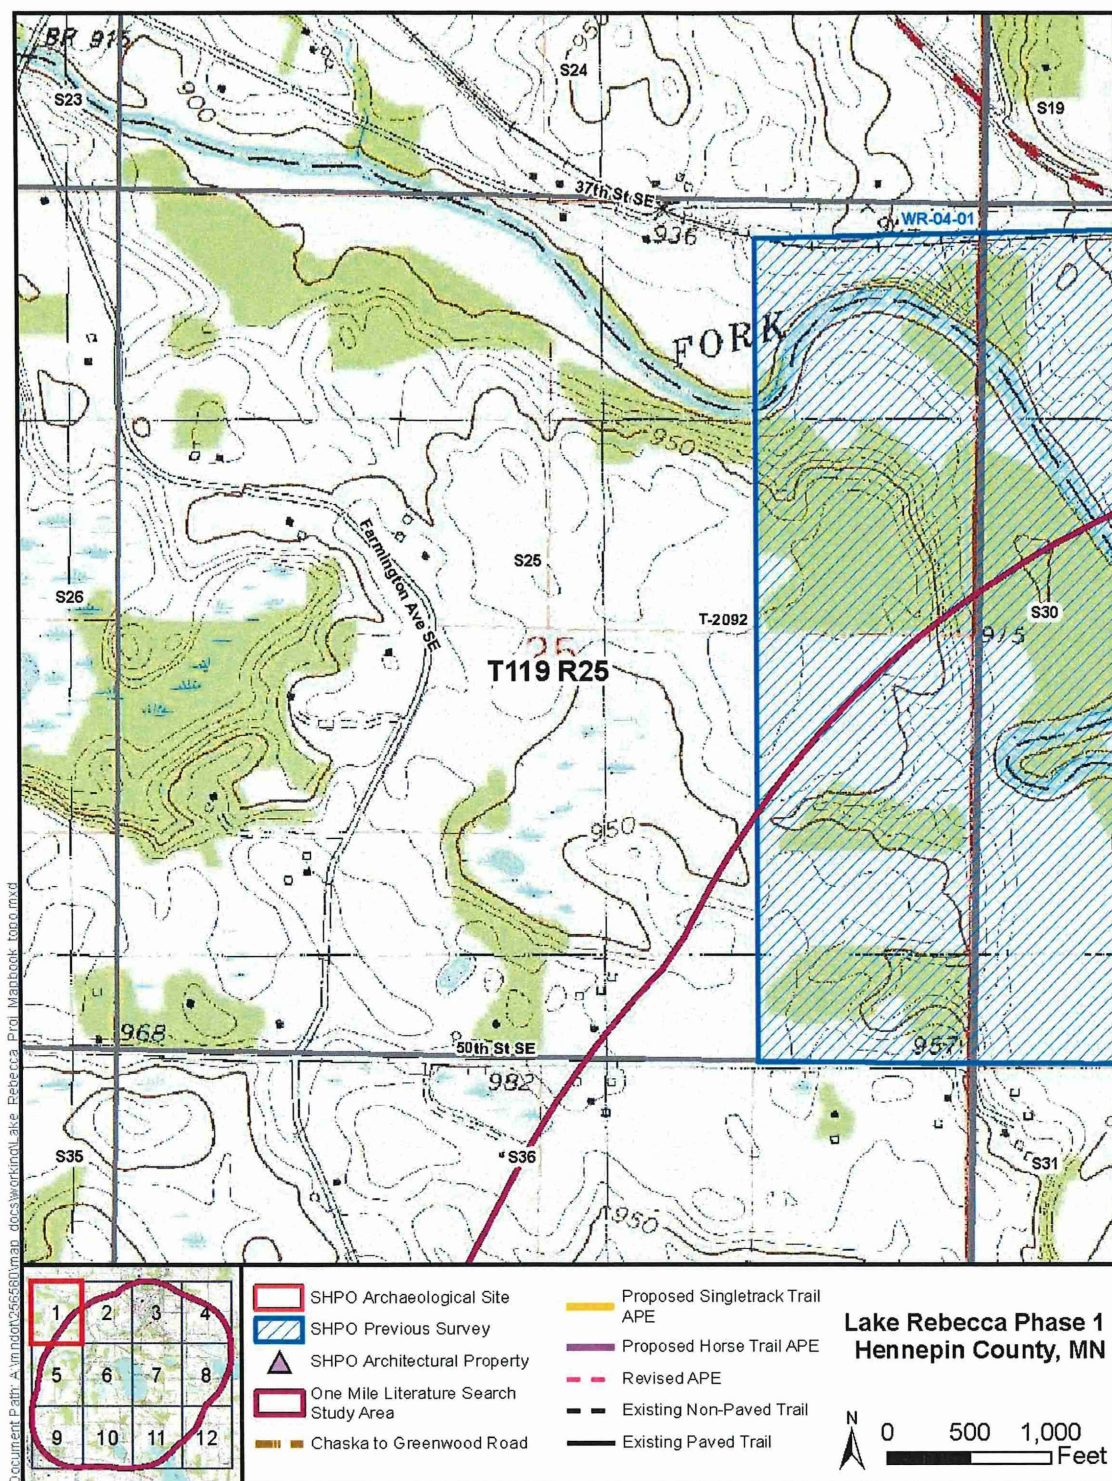 BR 915
S23
900
S24
S19
37th St SE
936
WR-04-01
FORK
950
Farmington Ave SE
S25
S26
T-2092
S30
975
25
T119 R25
950
968
50th St SE
957
982
S35
S36
S31
950
1
2
3
4
5
6
7
8
9
10
11
12
SHPO Archaeological Site
SHPO Previous Survey
SHPO Architectural Property
One Mile Literature Search
Study Area
Chaska to Greenwood Road
Proposed Singletrack Trail
APE
Proposed Horse Trail APE
Revised APE
Existing Non-Paved Trail
Existing Paved Trail
Lake Rebecca Phase 1
Hennepin County, MN
N
0 500 1,000
Feet